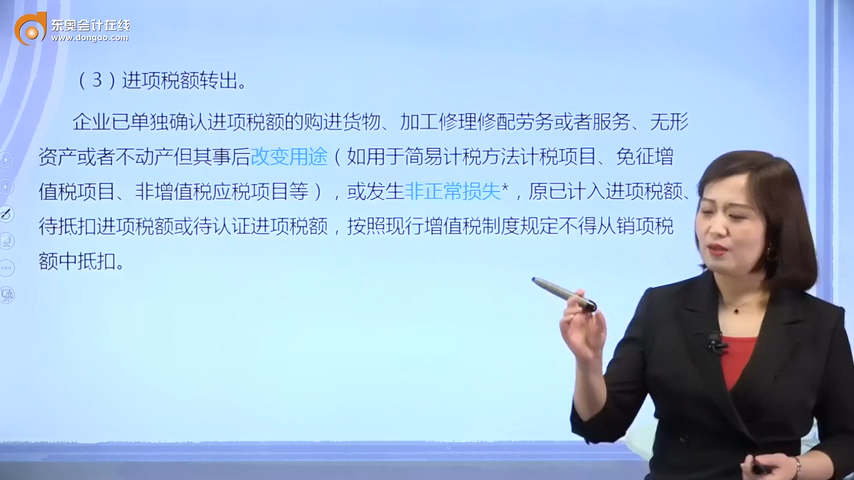 东奥会计在线
www.dongao.com
（3）进项税额转出。
企业已单独确认进项税额的购进货物、加工修理修配劳务或者服务、无形
资产或者不动产但其事后改变用途（如用于简易计税方法计税项目、免征增
值税项目、非增值税应税项目等），或发生非正常损失*，原已计入进项税额、
待抵扣进项税额或待认证进项税额，按照现行增值税制度规定不得从销项税
额中抵扣。